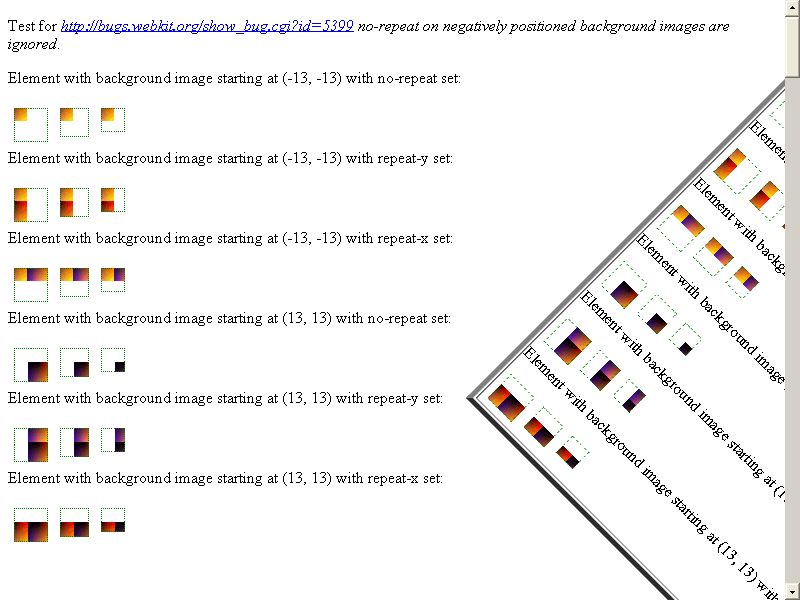 Test for http://bugs.webkit.org/show_bug.cgi?id=5399 no-repeat on negatively positioned background images are
ignored.
Element with background image starting at (-13, -13) with no-repeat set:
Element with background image starting at (-13, -13) with repeat-y set:
Element with background image starting at (-13, -13) with repeat-x set:
Element with background image starting at (13, 13) with no-repeat set:
Element with background image starting at (13, 13) with repeat-y set:
Element with background image starting at (13, 13) with repeat-x set:
Element
Element with backg
Element with background image
Element with background image starting at (1
Element with background image starting at (13, 13) with